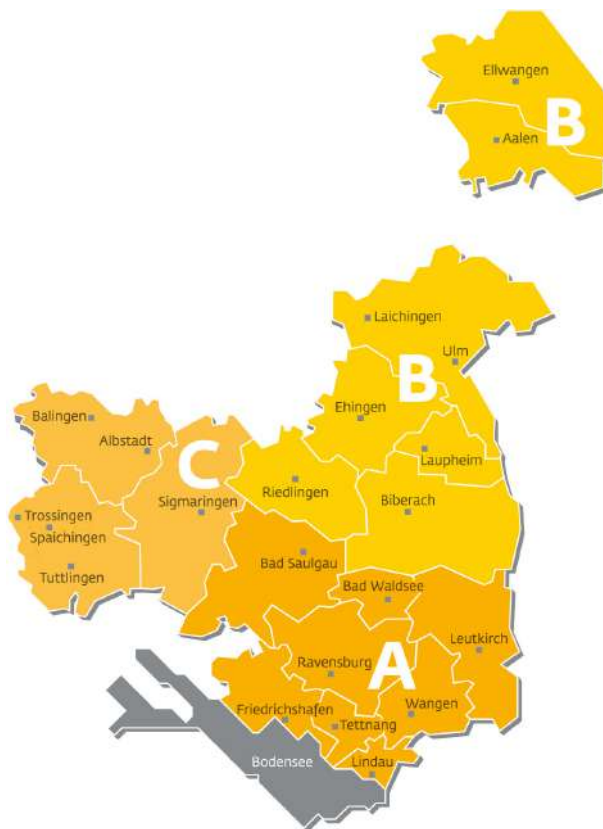 Ellwangen
B
Aalen
Laichingen
Ulm
B
Ehingen
Balingen
Albstadt
C
Laupheim
Riedlingen
Biberach
Sigmaringen
Trossingen
Spaichingen
Tuttlingen
Bad Saulgau
Bad Waldsee
Leutkirch
Ravensburg
A
Friedrichshafen
Wangen
Tettnang
Bodensee
Lindau